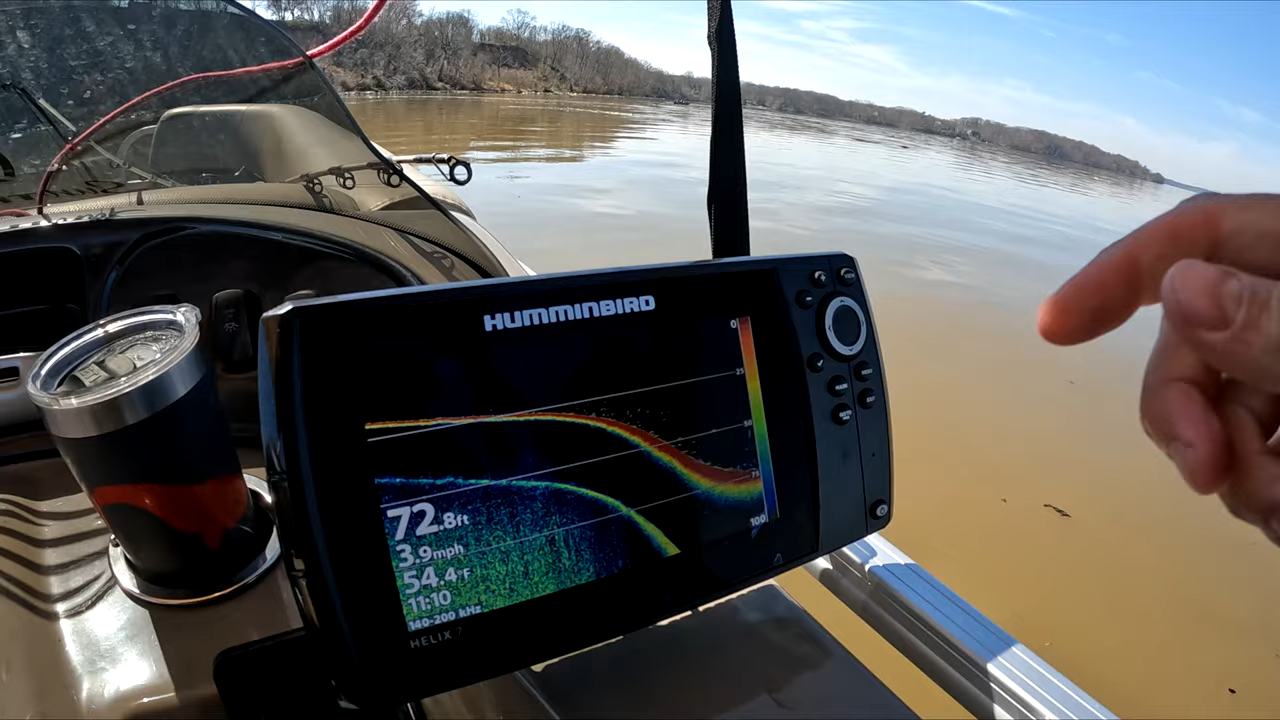 HUMMINBIRD
0
25
50
75
100
72.8ft
3.9mph
54.4°F
11:10
140-200 kHz
HELIX 7